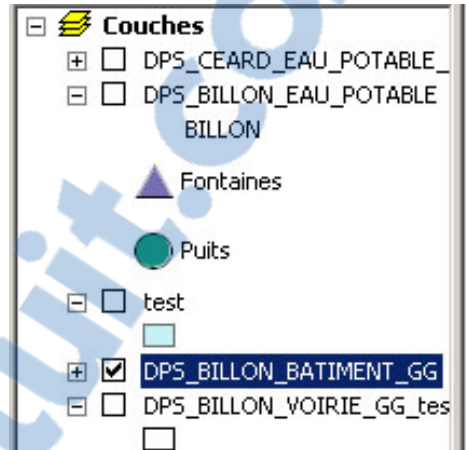 Couches
DPS_CEARD_EAU_POTABLE_
DPS_BILLON_EAU_POTABLE
BILLON
Fontaines
Puits
test
DPS_BILLON_BATIMENT_GG
DPS_BILLON_VOIRIE_GG_tes